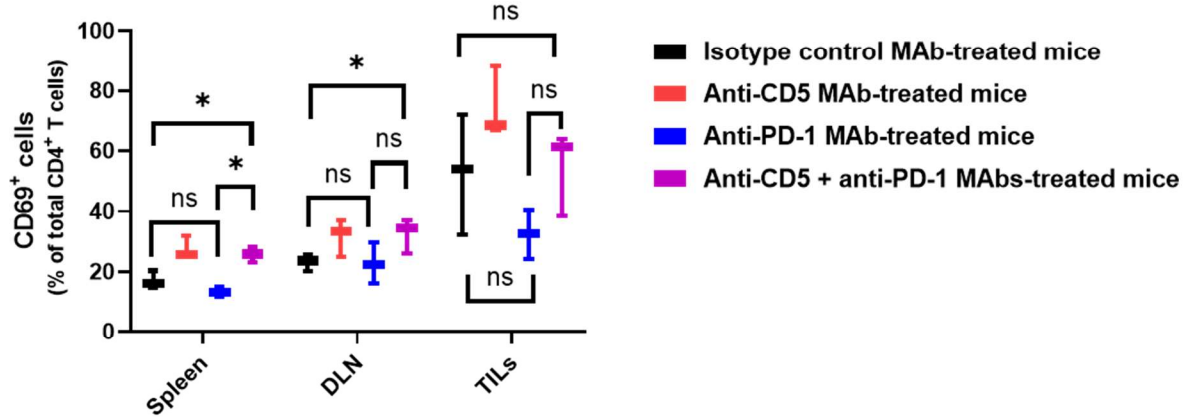 ns
100
80
60
40
20
0
CD69⁺ cells
(% of total CD4⁺ T cells)
*
*
ns
*
ns
ns
ns
ns
Spleen
DLN
TILs
Isotype control MAb-treated mice
Anti-CD5 MAb-treated mice
Anti-PD-1 MAb-treated mice
Anti-CD5 + anti-PD-1 MAbs-treated mice